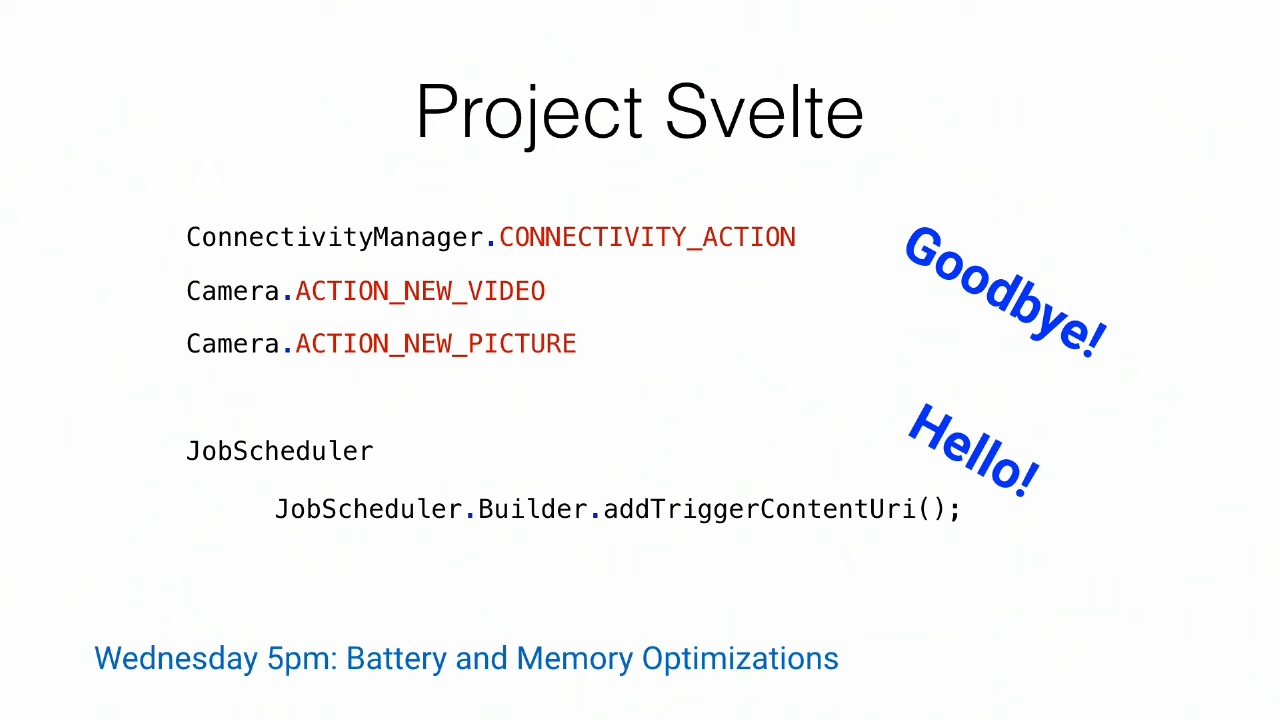 Project Svelte
ConnectivityManager.CONNECTIVITY_ACTION
Camera.ACTION_NEW_VIDEO
Camera.ACTION_NEW_PICTURE
Goodbye!
JobScheduler
Hello!
JobScheduler.Builder.addTriggerContentUri();
Wednesday 5pm: Battery and Memory Optimizations